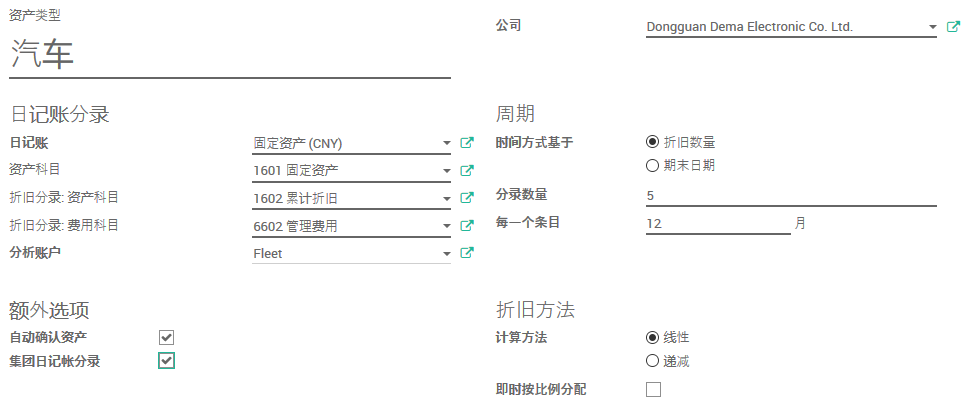 资产类型
汽车
公司 Dongguan Dema Electronic Co. Ltd.
日记账分录
日记账 固定资产 (CNY)
资产科目 1601 固定资产
折旧分录: 资产科目 1602 累计折旧
折旧分录: 费用科目 6602 管理费用
分析账户 Fleet
周期
时间方式基于 折旧数量
期末日期
分录数量 5
每一个条目 12 月
额外选项
自动确认资产
集团日记帐分录
折旧方法
计算方法 线性
递减
即时按比例分配